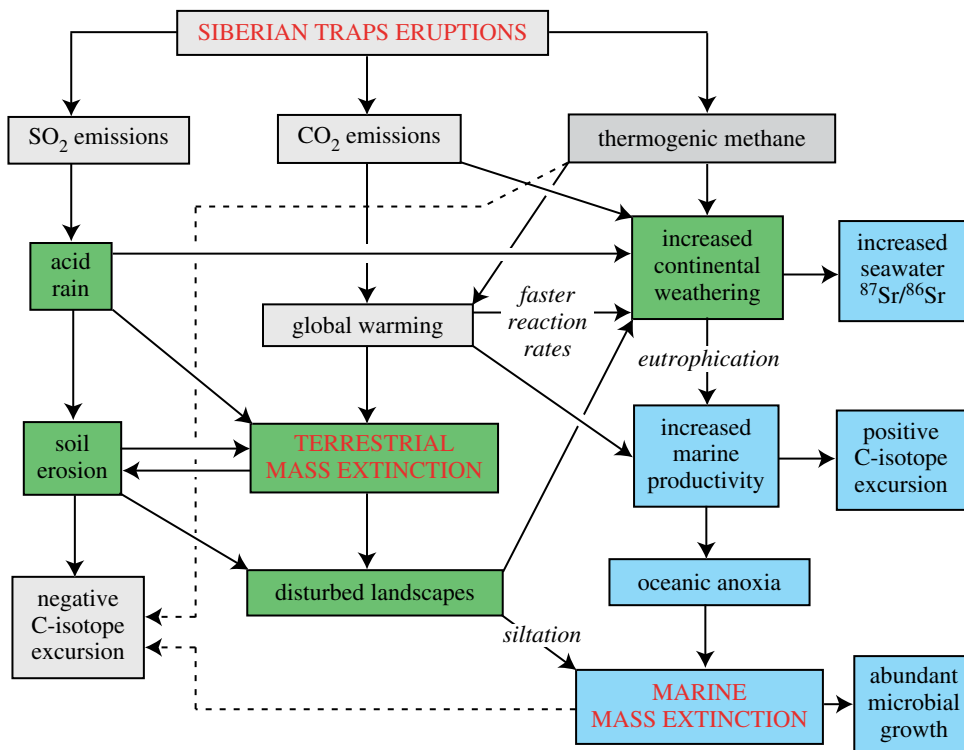 SIBERIAN TRAPS ERUPTIONS
SO₂ emissions
CO₂ emissions
thermogenic methane
acid
rain
increased
continental
weathering
increased
seawater
⁸⁷Sr/⁸⁶Sr
global warming
faster
reaction
rates
eutrophication
soil
erosion
TERRESTRIAL
MASS EXTINCTION
increased
marine
productivity
positive
C-isotope
excursion
negative
C-isotope
excursion
disturbed landscapes
oceanic anoxia
siltation
MARINE
MASS EXTINCTION
abundant
microbial
growth